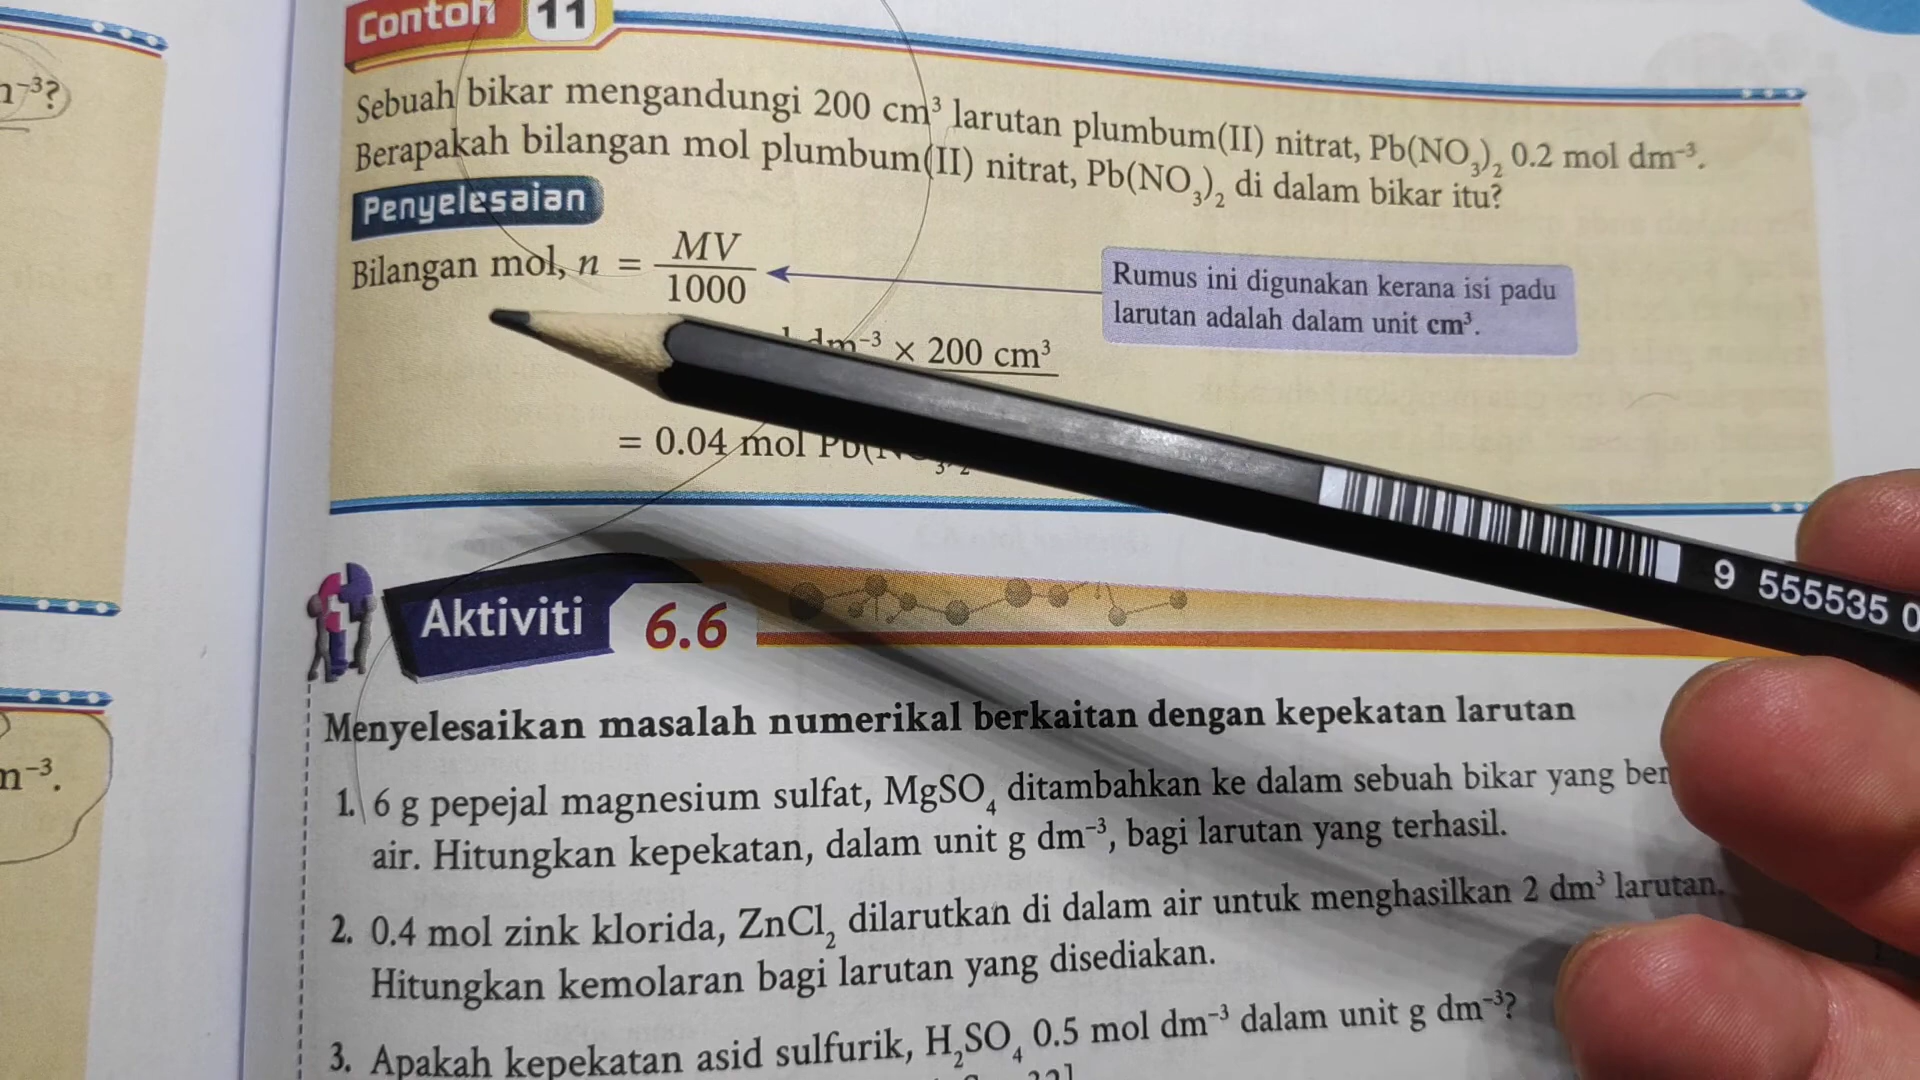 Contoh 11
n⁻³?
Sebuah bikar mengandungi 200 cm³ larutan plumbum(II) nitrat, Pb(NO₃)₂ 0.2 mol dm⁻³.
Berapakah bilangan mol plumbum(II) nitrat, Pb(NO₃)₂ di dalam bikar itu?
Penyelesaian
Bilangan mol, n = MV/1000
Rumus ini digunakan kerana isi padu
larutan adalah dalam unit cm³.
dm⁻³ × 200 cm³
= 0.04 mol
9 555535 0
Aktiviti 6.6
Menyelesaikan masalah numerikal berkaitan dengan kepekatan larutan
n⁻³.
1. 6 g pepejal magnesium sulfat, MgSO₄ ditambahkan ke dalam sebuah bikar yang ber
air. Hitungkan kepekatan, dalam unit g dm⁻³, bagi larutan yang terhasil.
2. 0.4 mol zink klorida, ZnCl₂ dilarutkan di dalam air untuk menghasilkan 2 dm³ larutan.
Hitungkan kemolaran bagi larutan yang disediakan.
3. Apakah kepekatan asid sulfurik, H₂SO₄ 0.5 mol dm⁻³ dalam unit g dm⁻³?